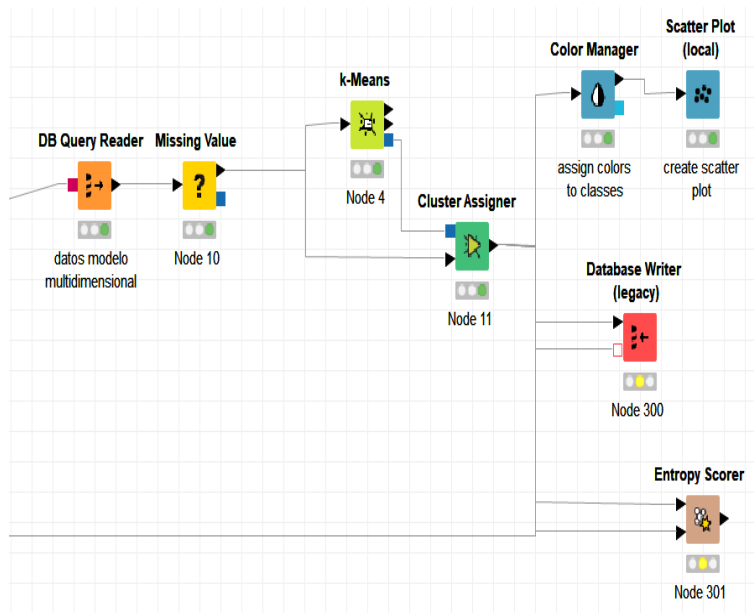 Scatter Plot
(local)
Color Manager
k-Means
DB Query Reader
Missing Value
assign colors
to classes
create scatter
plot
Node 4
Cluster Assigner
datos modelo
multidimensional
Node 10
Database Writer
(legacy)
Node 11
?
Node 300
Entropy Scorer
Node 301